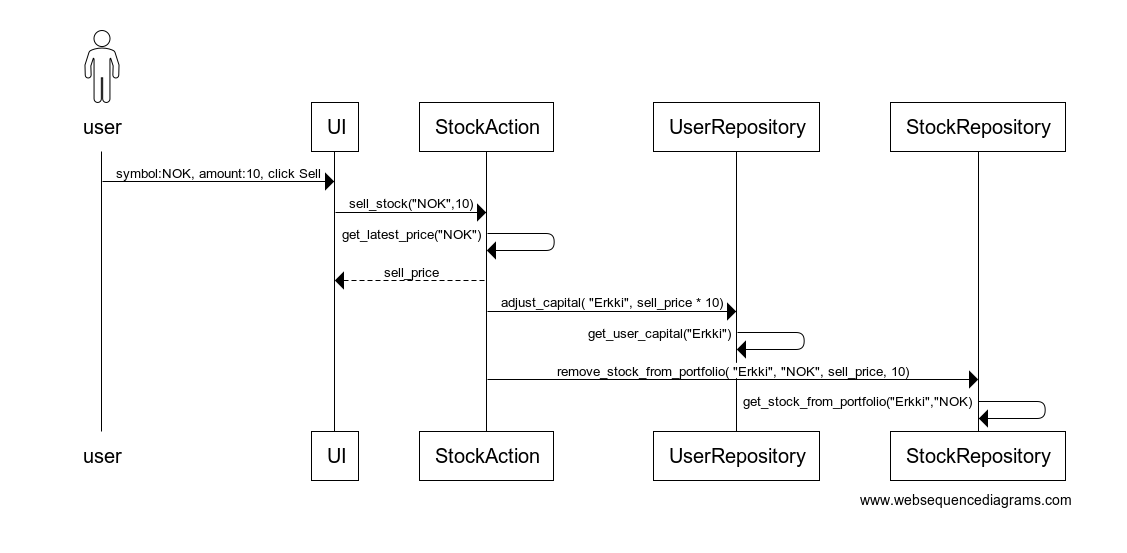 user
UI
StockAction
UserRepository
StockRepository
symbol:NOK, amount:10, click Sell
sell_stock("NOK",10)
get_latest_price("NOK")
sell_price
adjust_capital( "Erkki", sell_price * 10)
get_user_capital("Erkki")
remove_stock_from_portfolio( "Erkki", "NOK", sell_price, 10)
get_stock_from_portfolio("Erkki","NOK)
user
UI
StockAction
UserRepository
StockRepository
www.websequencediagrams.com